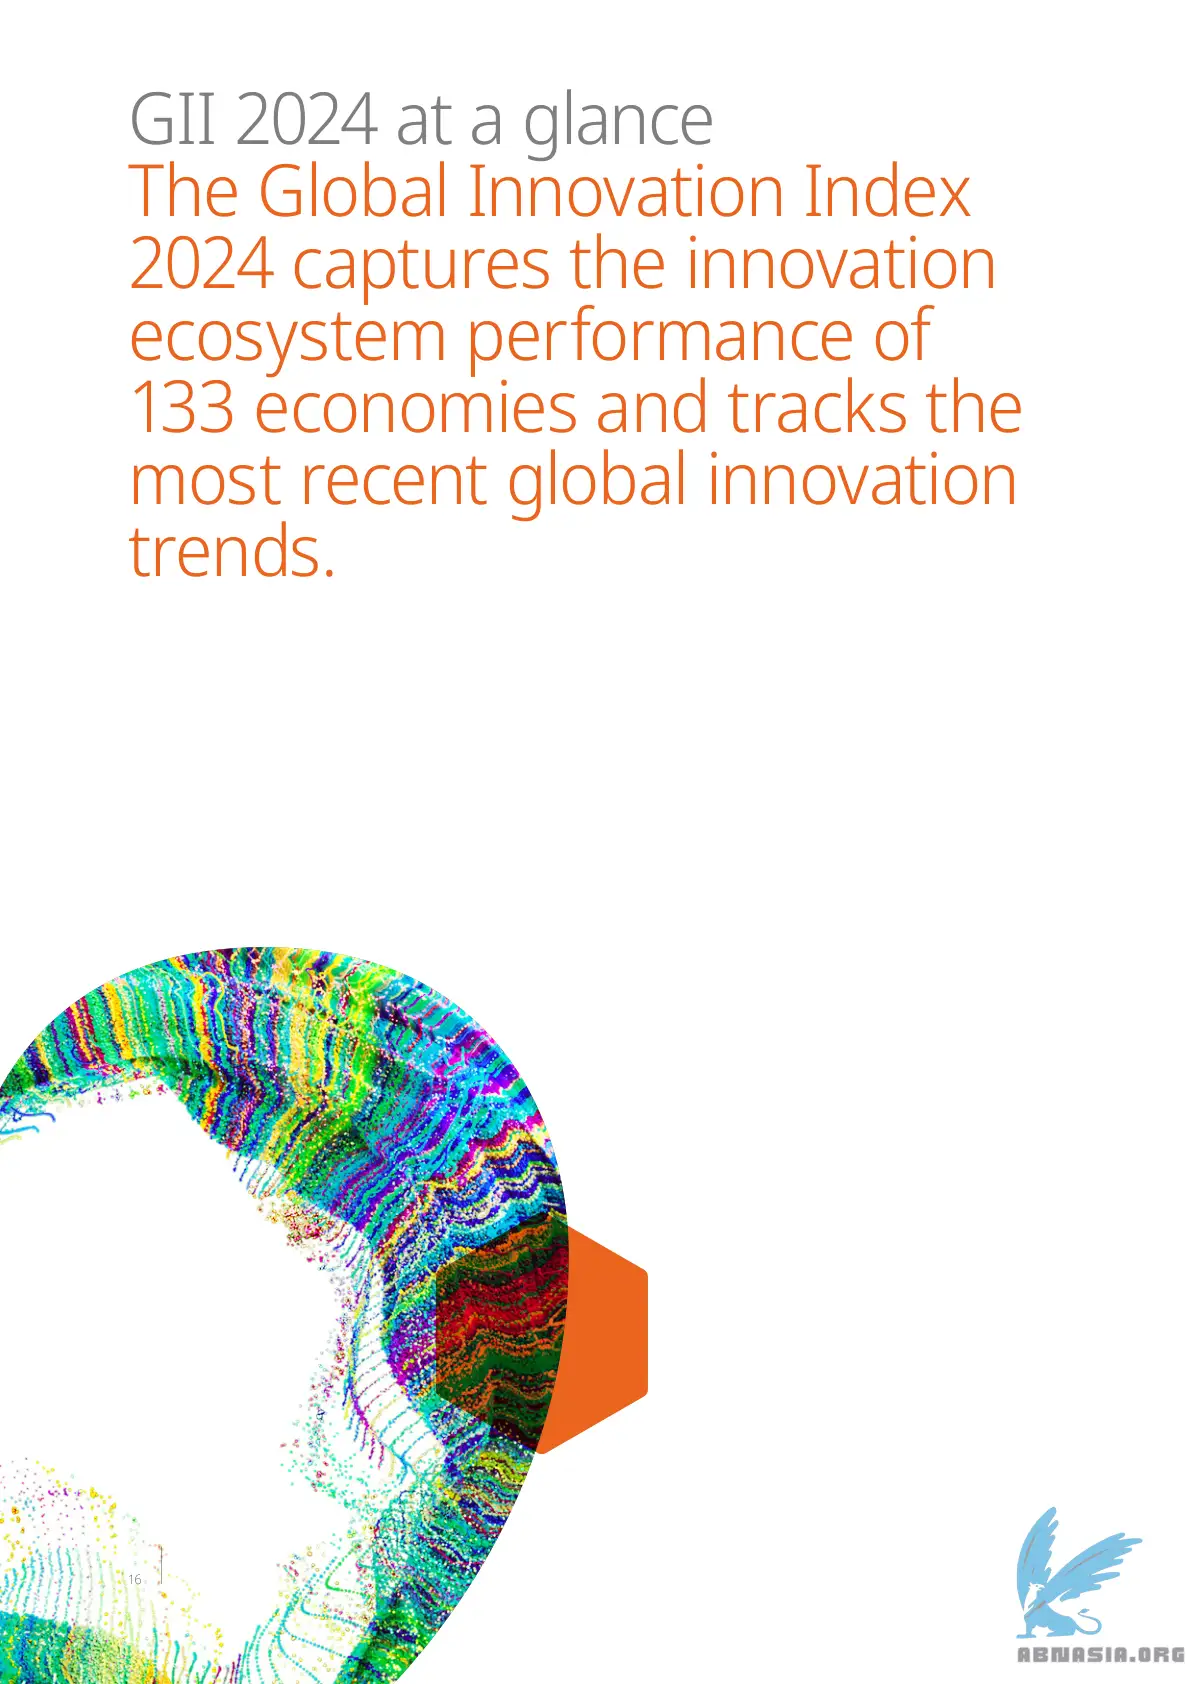 GII 2024 at a glance
The Global Innovation Index
2024 captures the innovation
ecosystem performance of
133 economies and tracks the
most recent global innovation
trends.
16
ABNASIA.ORG